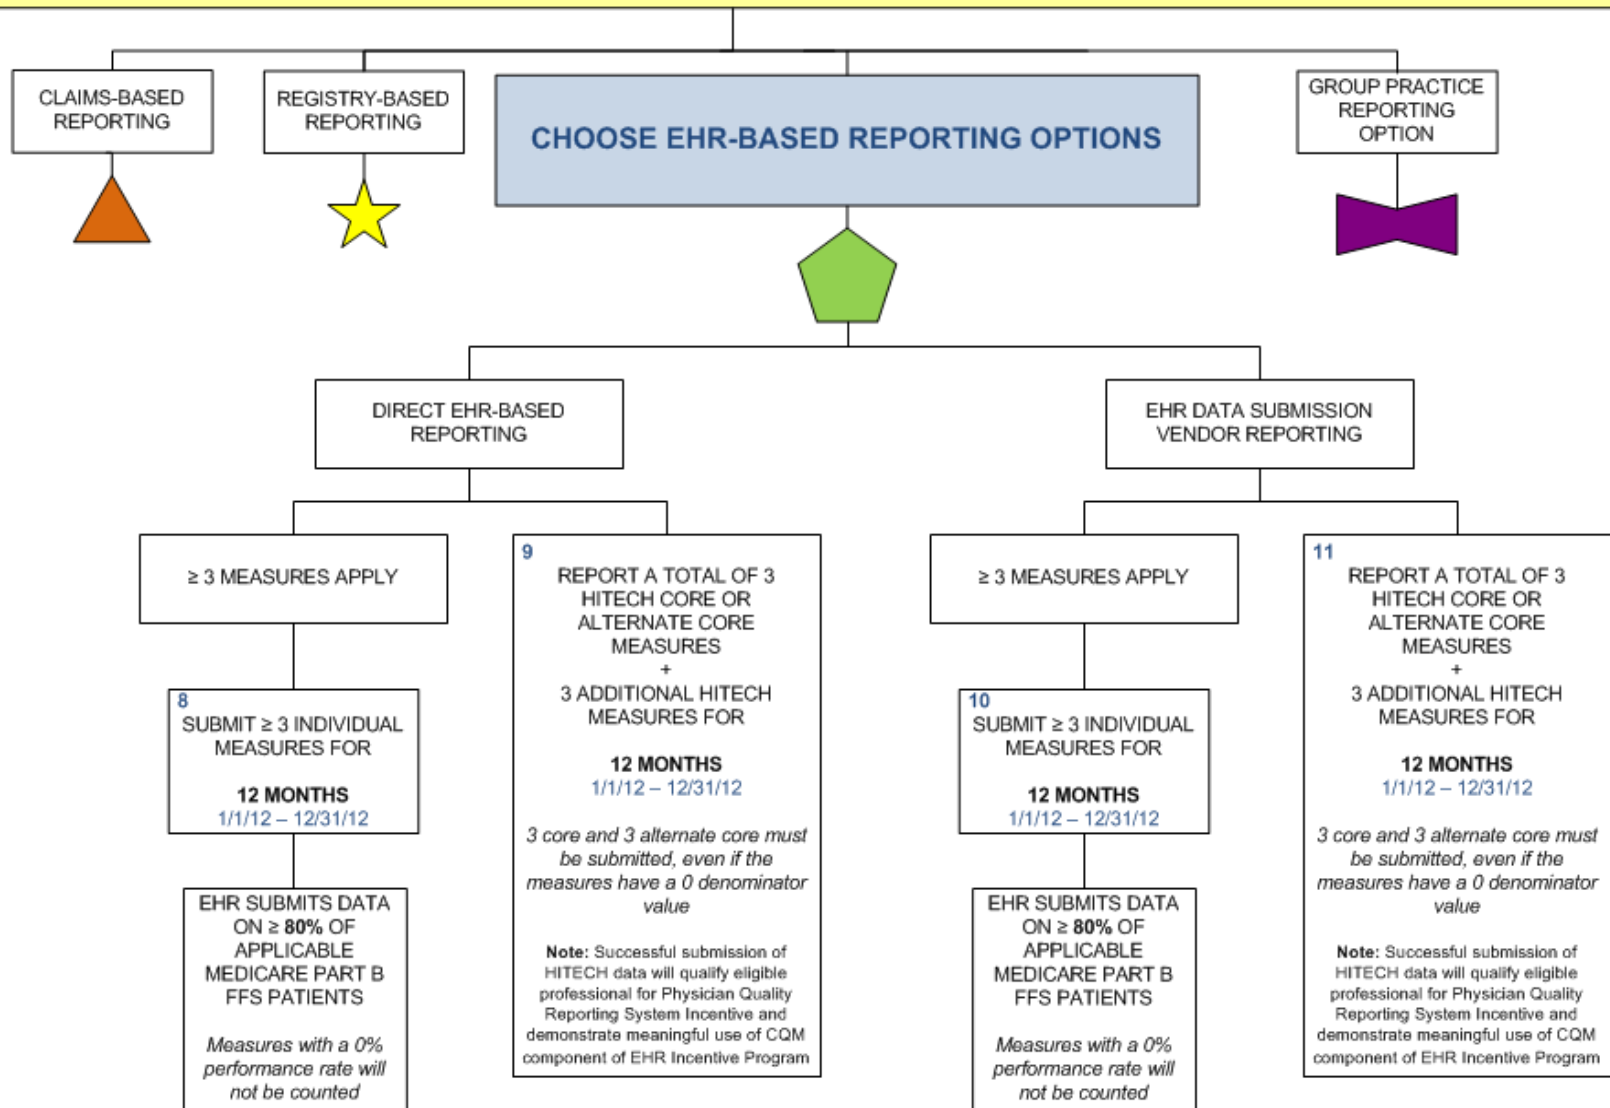 CLAIMS-BASED
REPORTING
REGISTRY-BASED
REPORTING
CHOOSE EHR-BASED REPORTING OPTIONS
GROUP PRACTICE
REPORTING
OPTION
DIRECT EHR-BASED
REPORTING
EHR DATA SUBMISSION
VENDOR REPORTING
≥ 3 MEASURES APPLY
8
SUBMIT ≥ 3 INDIVIDUAL
MEASURES FOR
12 MONTHS
1/1/12 – 12/31/12
EHR SUBMITS DATA
ON ≥ 80% OF
APPLICABLE
MEDICARE PART B
FFS PATIENTS
Measures with a 0%
performance rate will
not be counted
9
REPORT A TOTAL OF 3
HITECH CORE OR
ALTERNATE CORE
MEASURES
+
3 ADDITIONAL HITECH
MEASURES FOR
12 MONTHS
1/1/12 – 12/31/12
3 core and 3 alternate core must
be submitted, even if the
measures have a 0 denominator
value
Note: Successful submission of
HITECH data will qualify eligible
professional for Physician Quality
Reporting System Incentive and
demonstrate meaningful use of CQM
component of EHR Incentive Program
≥ 3 MEASURES APPLY
10
SUBMIT ≥ 3 INDIVIDUAL
MEASURES FOR
12 MONTHS
1/1/12 – 12/31/12
EHR SUBMITS DATA
ON ≥ 80% OF
APPLICABLE
MEDICARE PART B
FFS PATIENTS
Measures with a 0%
performance rate will
not be counted
11
REPORT A TOTAL OF 3
HITECH CORE OR
ALTERNATE CORE
MEASURES
+
3 ADDITIONAL HITECH
MEASURES FOR
12 MONTHS
1/1/12 – 12/31/12
3 core and 3 alternate core must
be submitted, even if the
measures have a 0 denominator
value
Note: Successful submission of
HITECH data will qualify eligible
professional for Physician Quality
Reporting System Incentive and
demonstrate meaningful use of CQM
component of EHR Incentive Program